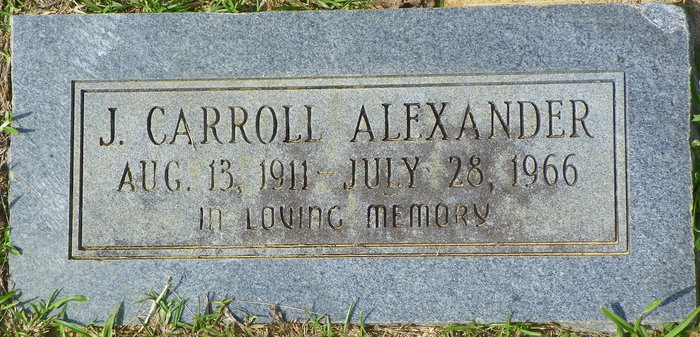 J. CARROLL ALEXANDER
AUG. 13, 1911 - JULY 28, 1966
IN LOVING MEMORY